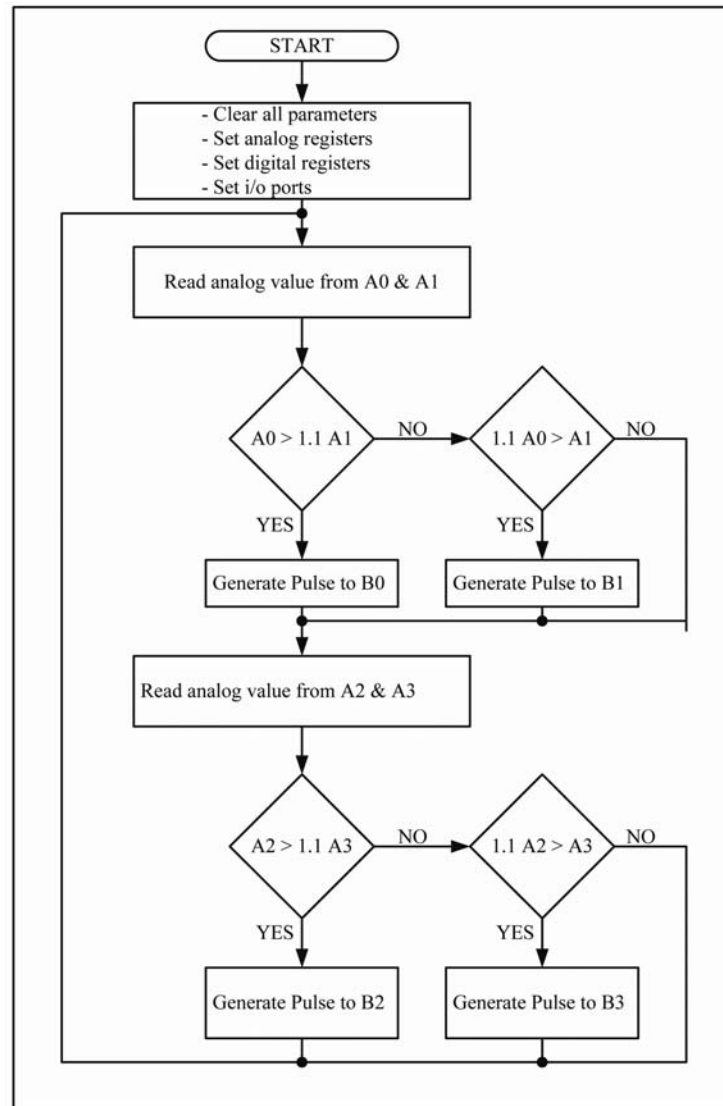 START
- Clear all parameters
- Set analog registers
- Set digital registers
- Set i/o ports
Read analog value from A0 & A1
A0 > 1.1 A1
NO
1.1 A0 > A1
NO
YES
YES
Generate Pulse to B0
Generate Pulse to B1
Read analog value from A2 & A3
A2 > 1.1 A3
NO
1.1 A2 > A3
NO
YES
YES
Generate Pulse to B2
Generate Pulse to B3